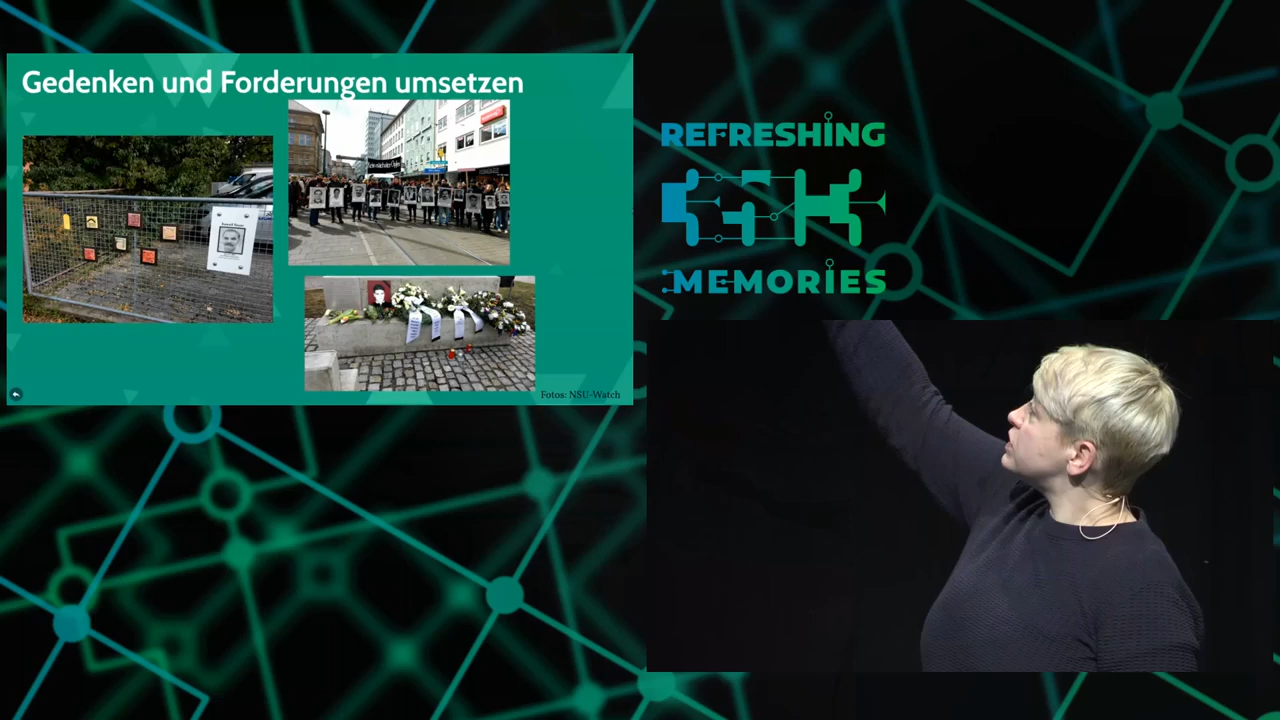 Gedenken und Forderungen umsetzen
Fotos: NSU-Watch
REFRESHING
MEMORIES